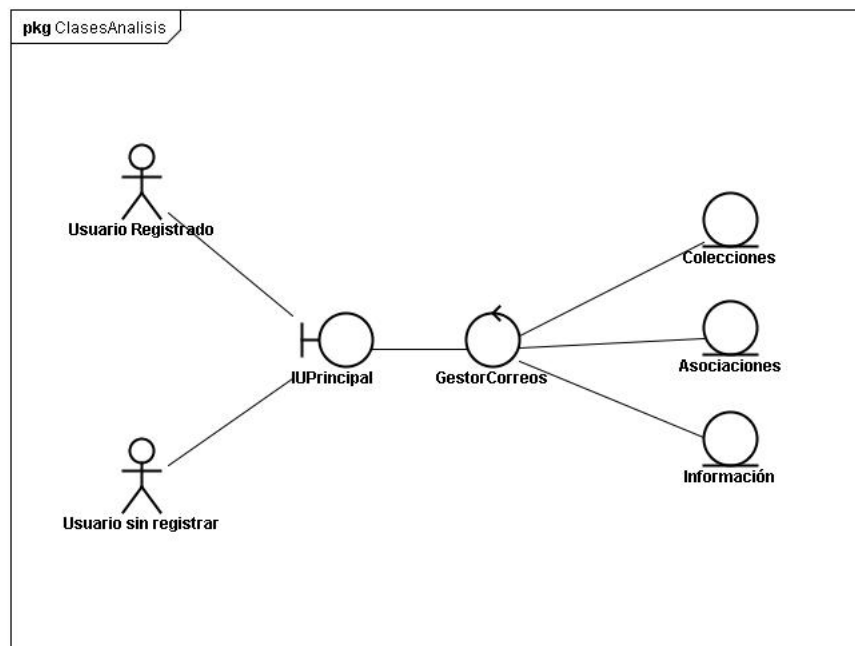 pkg ClasesAnalisis
Usuario Registrado
Colecciones
IUPrincipal
GestorCorreos
Asociaciones
Información
Usuario sin registrar